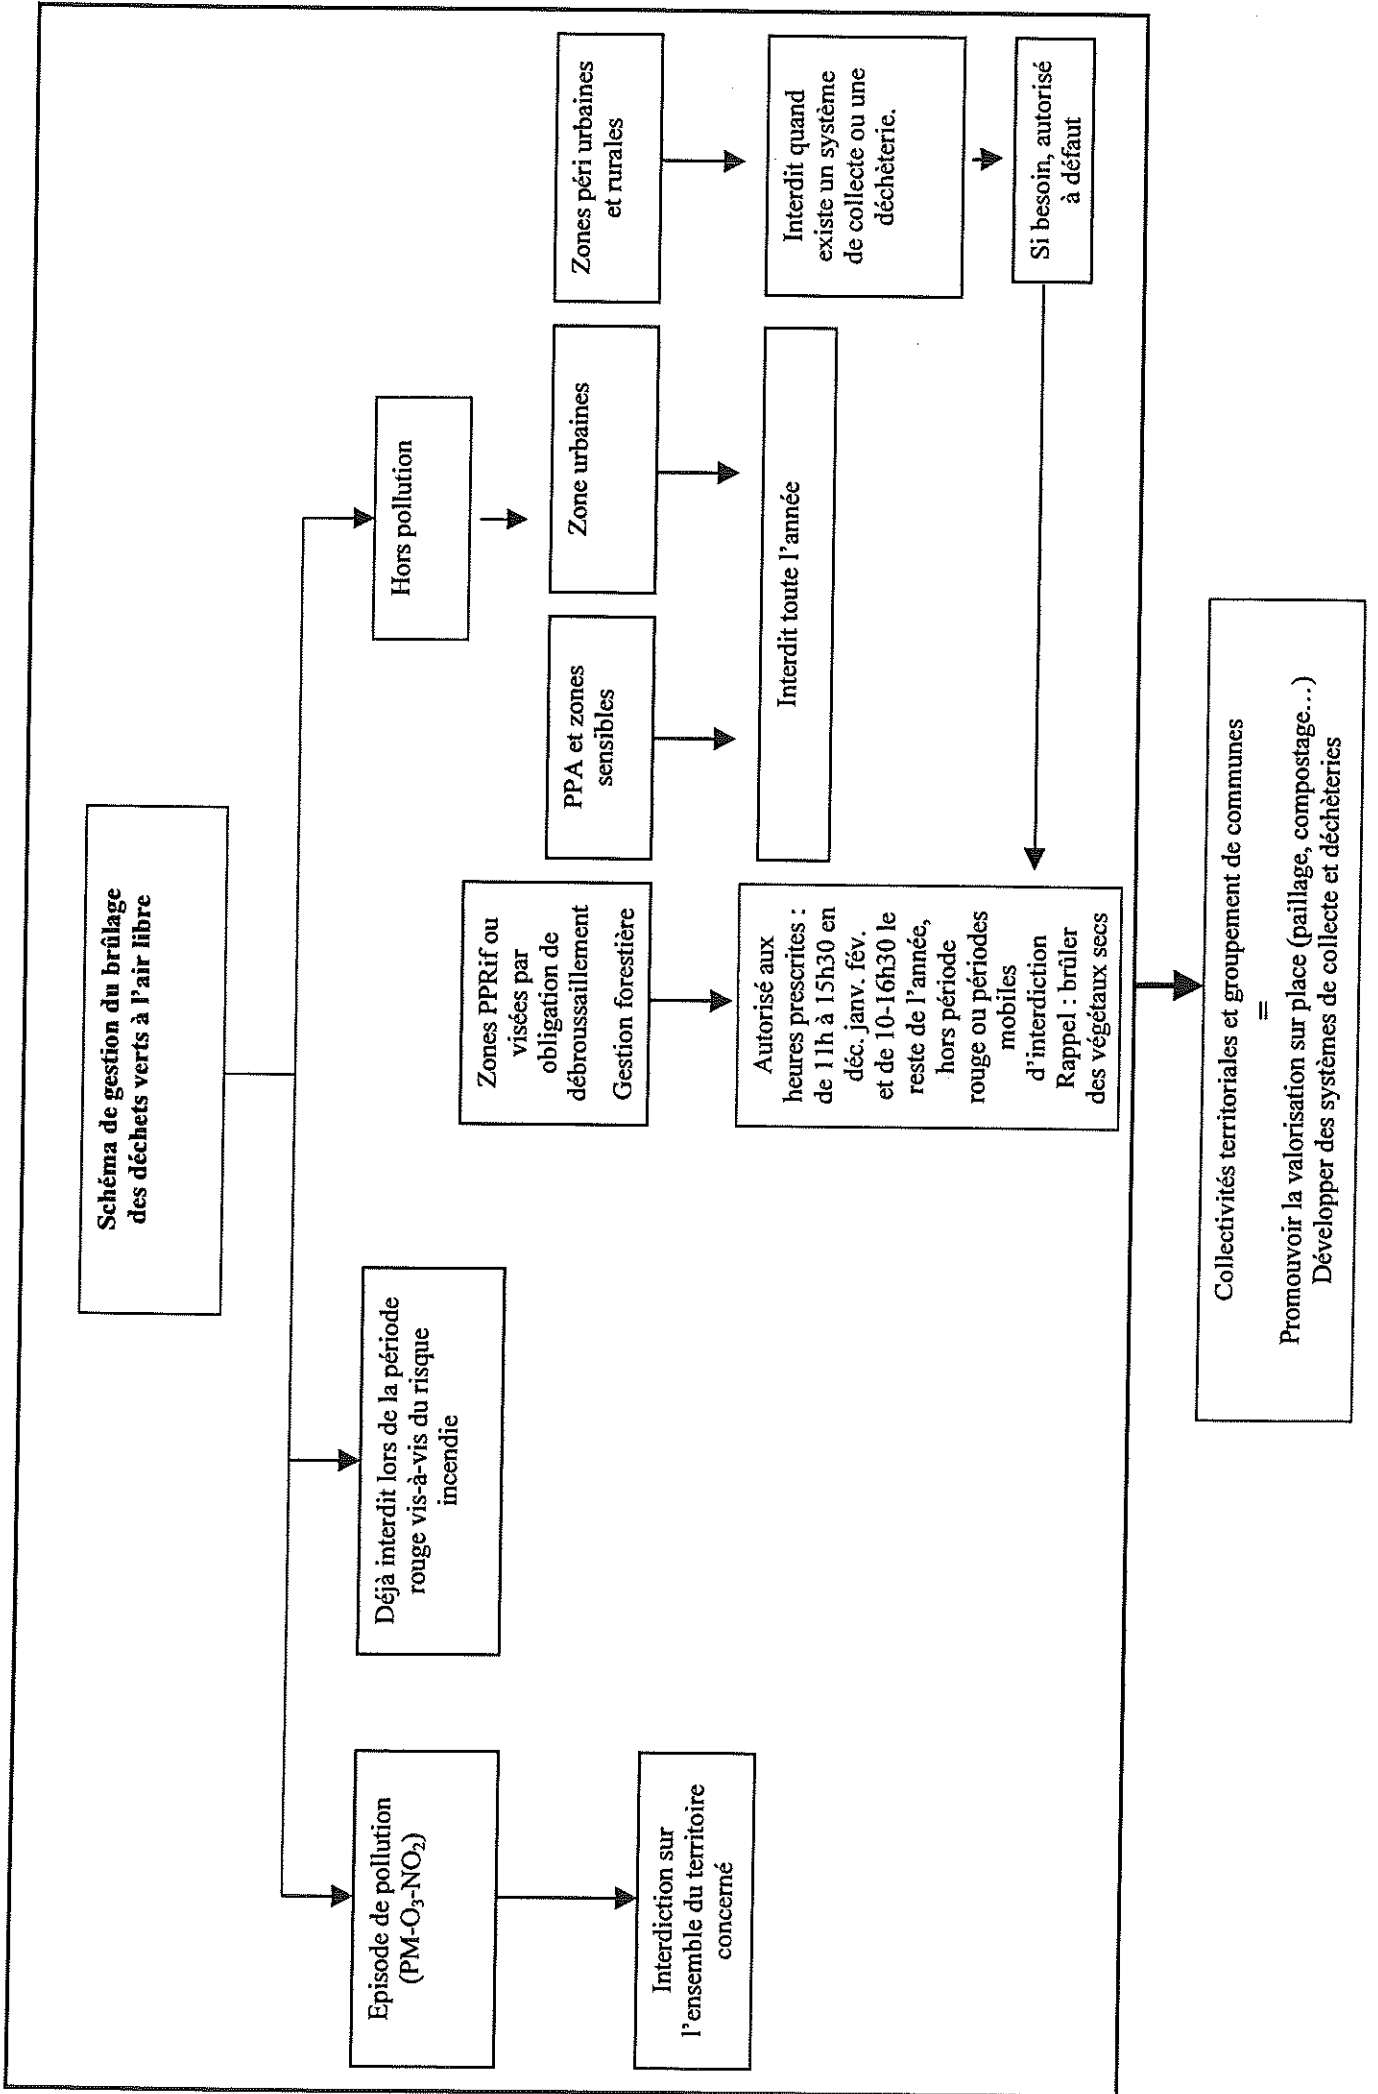 Schéma de gestion du brûlage
des déchets verts à l'air libre
Episode de pollution
(PM-O₃-NO₂)
Interdiction sur
l'ensemble du territoire
concerné
Déjà interdit lors de la période
rouge vis-à-vis du risque
incendie
Hors pollution
Zones PPRif ou
visées par
obligation de
débroussaillement
Gestion forestière
PPA et zones
sensibles
Zone urbaines
Zones péri urbaines
et rurales
Autorisé aux
heures prescrites :
de 11h à 15h30 en
déc. janv. fév.
et de 10-16h30 le
reste de l'année,
hors période
rouge ou périodes
mobiles
d'interdiction
Rappel : brûler
des végétaux secs
Interdit toute l'année
Interdit quand
existe un système
de collecte ou une
déchèterie.
Si besoin, autorisé
à défaut
Collectivités territoriales et groupement de communes
=
Promouvoir la valorisation sur place (paillage, compostage…)
Développer des systèmes de collecte et déchèteries